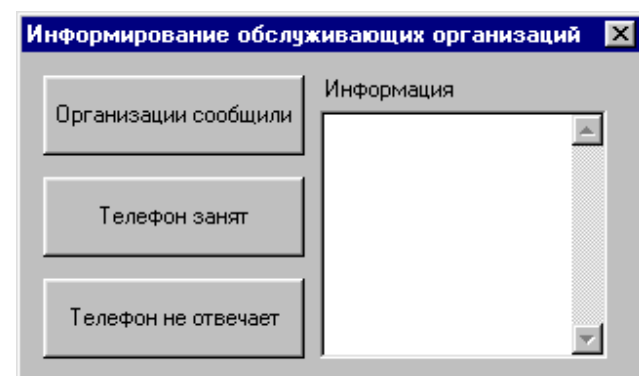 Информирование обслуживающих организаций
Организации сообщили
Информация
Телефон занят
Телефон не отвечает